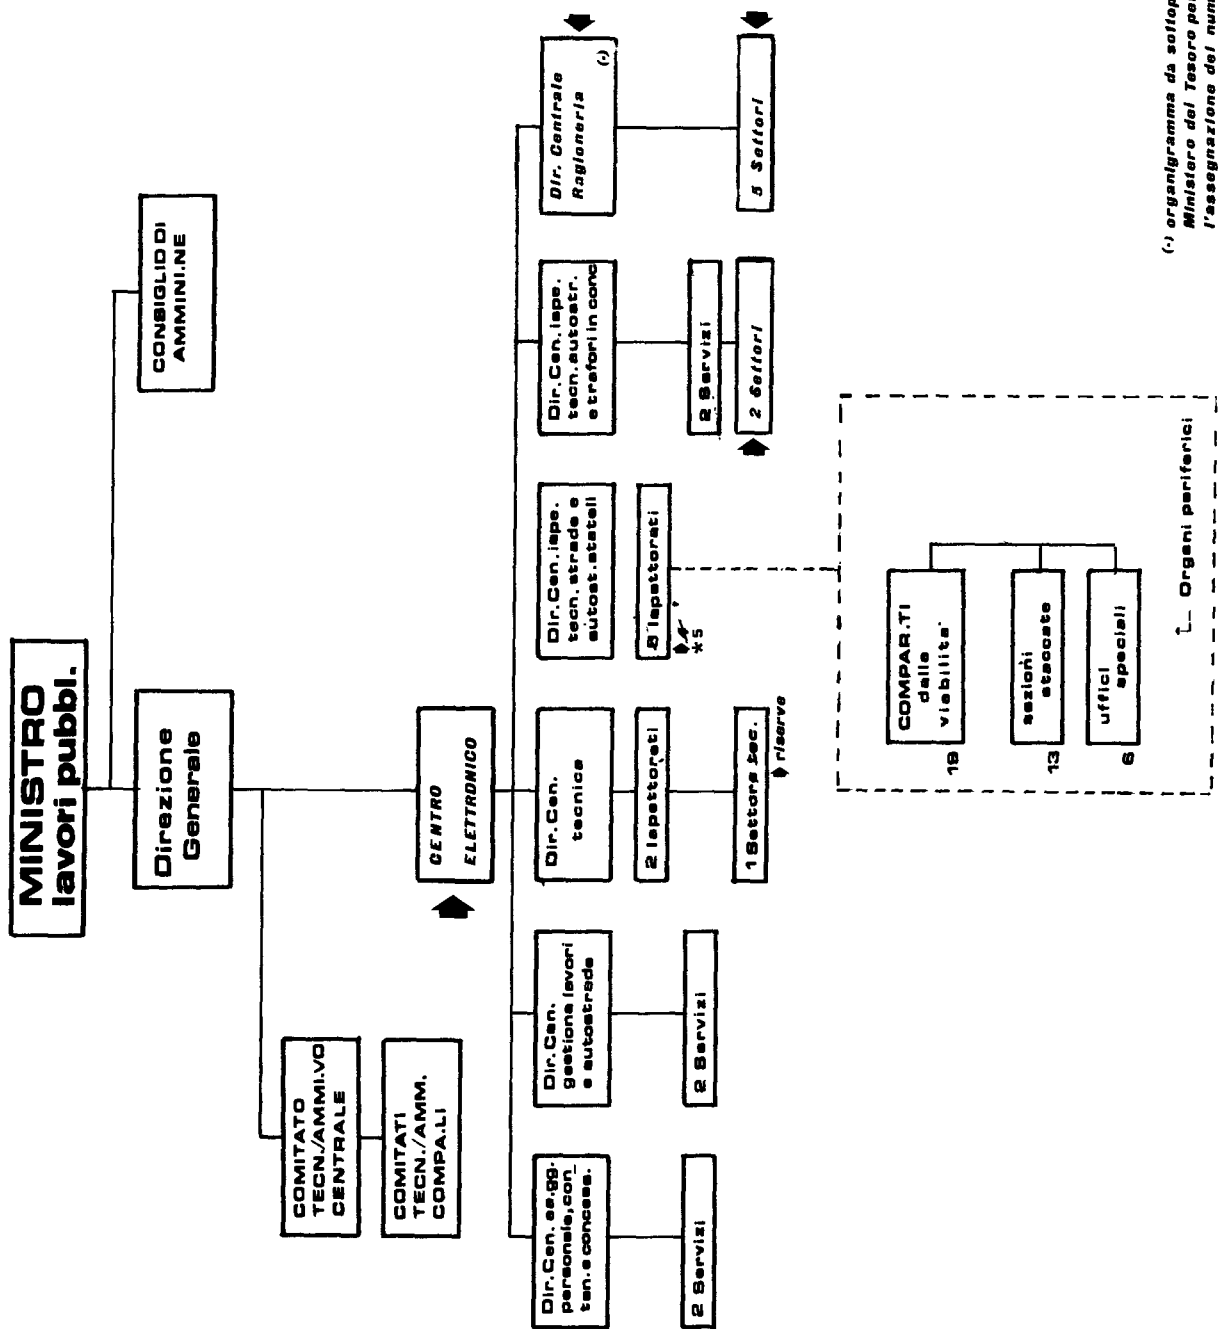 MINISTRO
lavori pubbl.
CONSIGLIO DI
AMMINI.NE
Direzione
Generale
COMITATO
TECN./AMMI.VO
CENTRALE
COMITATI
TECN./AMM.
COMPA.LI
CENTRO
ELETTRONICO
Dir.Cen. aa.gg.
personale,con_
ten.e concess.
2 Servizi
Dir.Cen.
gestione lavori
e autostrade
2 Servizi
Dir.Cen.
tecnica
2 Ispettorati
1 Settore tec.
riserve
Dir.Cen.ispe.
tecn.strade e
autost.statali
8 Ispettorati
*5
Dir.Cen.ispe.
tecn.autostr.
e trafori in conc
2 Servizi
2 Settori
Dir. Centrale
Ragioneria
(-)
5 Settori
COMPAR.TI
della
viabilita'
19
sezioni
staccate
13
uffici
speciali
6
Organi periferici
(-) organigramma da sottop
Ministero del Tesoro per
l'assegnazione del num